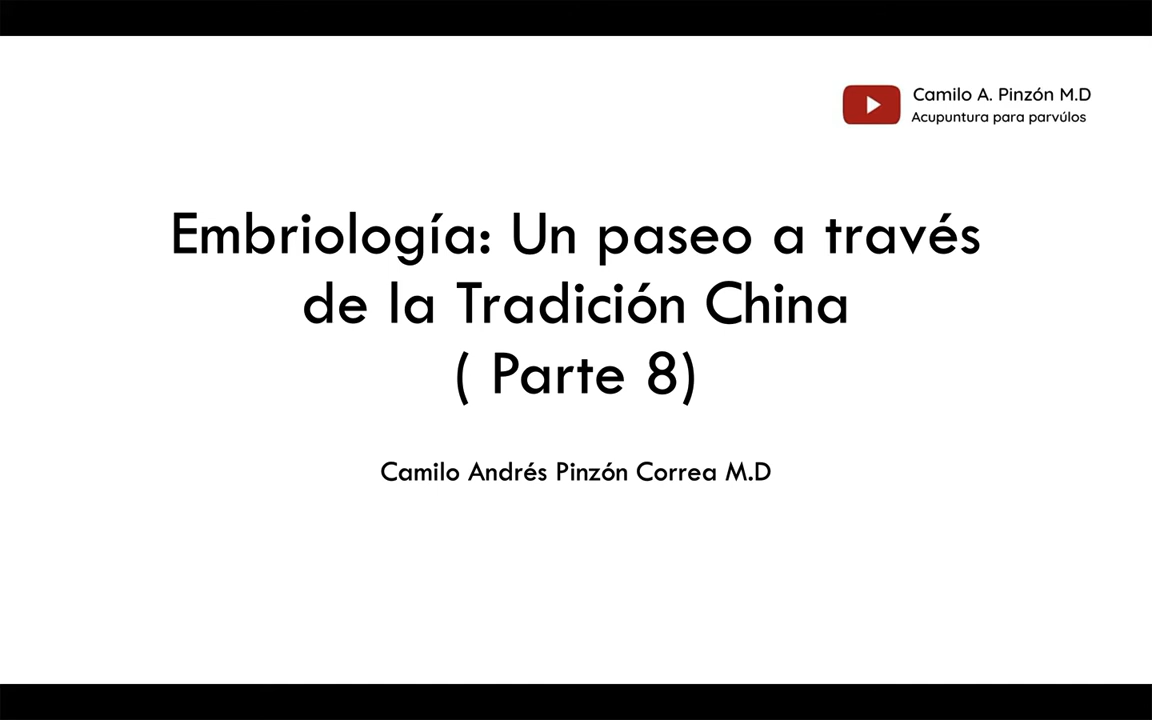 Camilo A. Pinzón M.D
Acupuntura para parvúlos
Embriología: Un paseo a través
de la Tradición China
( Parte 8)
Camilo Andrés Pinzón Correa M.D